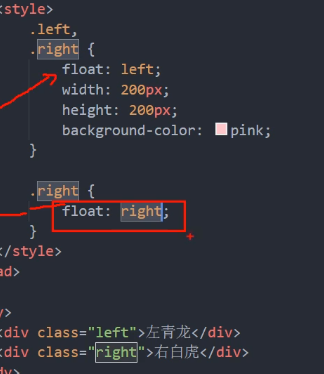 <style>
.left,
.right {
float: left;
width: 200px;
height: 200px;
background-color: pink;
}
.right {
float: right;
}
</style>
ad>
y>
<div class="left">左青龙</div>
<div class="right">右白虎</div>